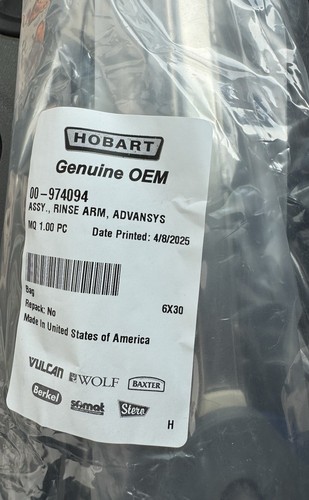 HOBART
Genuine OEM
00-974094
ASSY., RINSE ARM, ADVANSYS
MQ 1.00 PC Date Printed: 4/8/2025
Bag 6X30
Repack: No
Made in United States of America
VULCAN WOLF BAXTER
Berkel somat Stero
H